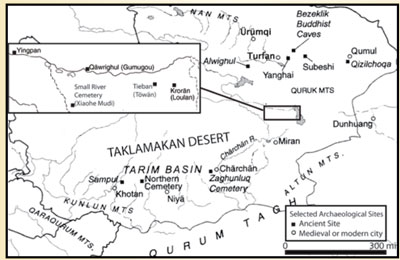 NAN MTS.
Bezeklik
Buddhist
Caves
Ürümqi
Turfan
Alwighul
Yanghai
Subeshi
Qumul
Qizilchoqa
QURUK MTS
Yingpan
Qäwrighul (Gumugou)
Small River
Cemetery
(Xiaohe Mudi)
Tieban
(Töwän)
Krorän
(Loulan)
Dunhuang
TAKLAMAKAN DESERT
Chärchän R.
Miran
TARIM BASIN
Chärchän
Zaghunluq
Cemetery
Sampul
Northern
Cemetery
Khotan
Niyä
ALTUN MTS.
KUNLUN MTS
QARAQURUM MTS.
QURUM TAGH
Selected Archaeological Sites
Ancient Site
Medieval or modern city
300 mi